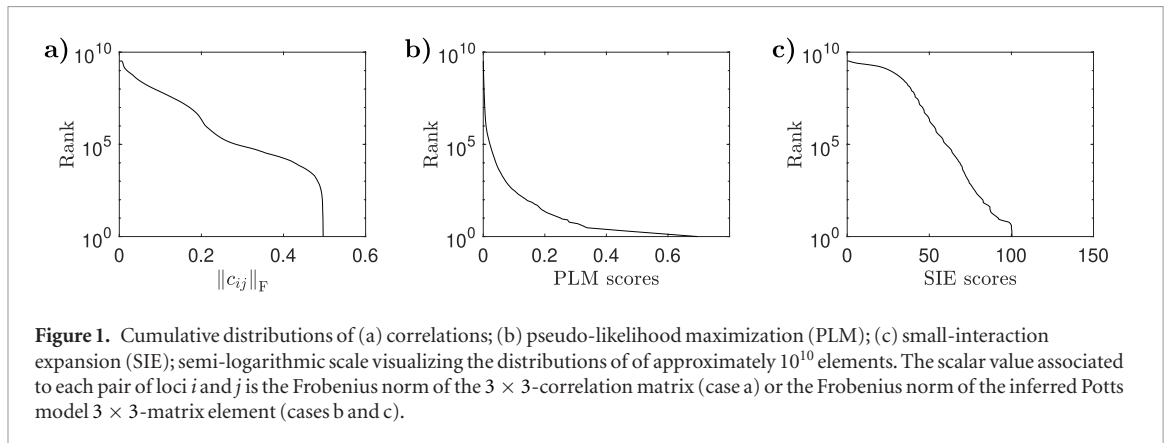 a)
10^10
10^5
10^0
Rank
0 0.2 0.4 0.6
‖c_ij‖_F
b)
10^10
10^5
10^0
Rank
0 0.2 0.4 0.6
PLM scores
c)
10^10
10^5
10^0
Rank
0 50 100 150
SIE scores
Figure 1. Cumulative distributions of (a) correlations; (b) pseudo-likelihood maximization (PLM); (c) small-interaction
expansion (SIE); semi-logarithmic scale visualizing the distributions of of approximately 10^10 elements. The scalar value associated
to each pair of loci i and j is the Frobenius norm of the 3 × 3-correlation matrix (case a) or the Frobenius norm of the inferred Potts
model 3 × 3-matrix element (cases b and c).